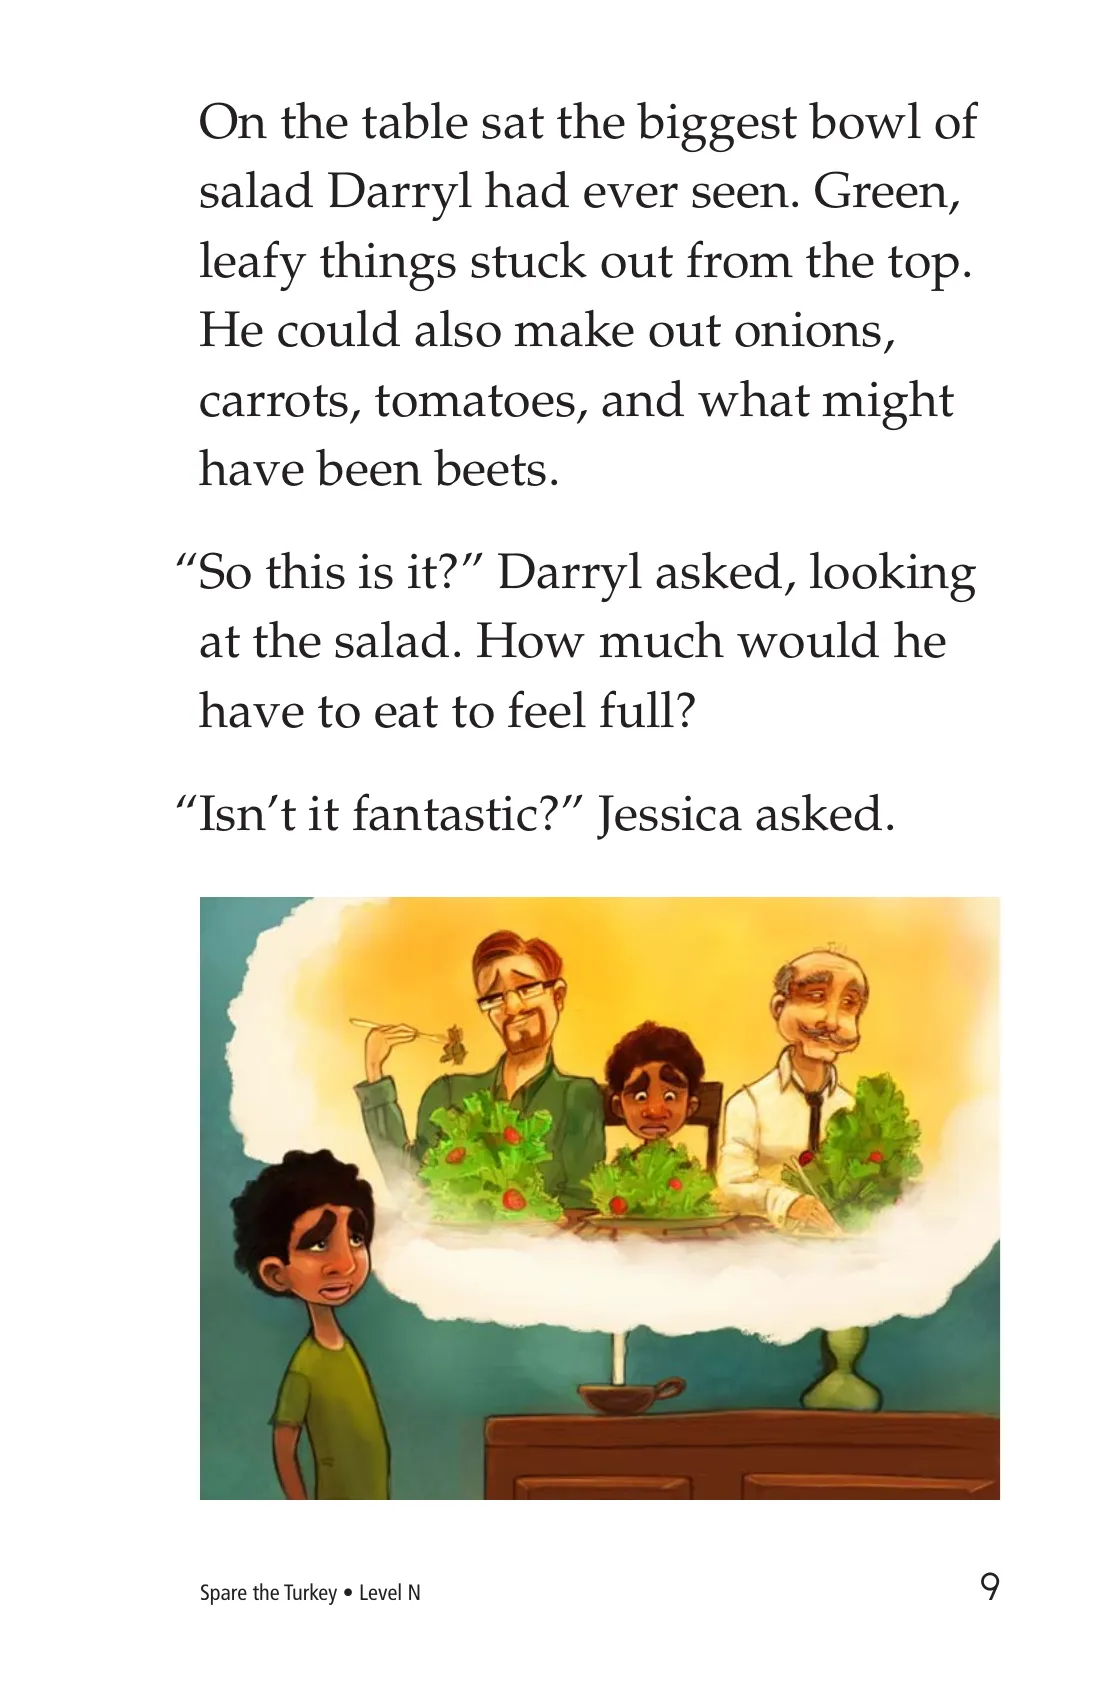 On the table sat the biggest bowl of
salad Darryl had ever seen. Green,
leafy things stuck out from the top.
He could also make out onions,
carrots, tomatoes, and what might
have been beets.
“So this is it?” Darryl asked, looking
at the salad. How much would he
have to eat to feel full?
“Isn’t it fantastic?” Jessica asked.
Spare the Turkey • Level N
9